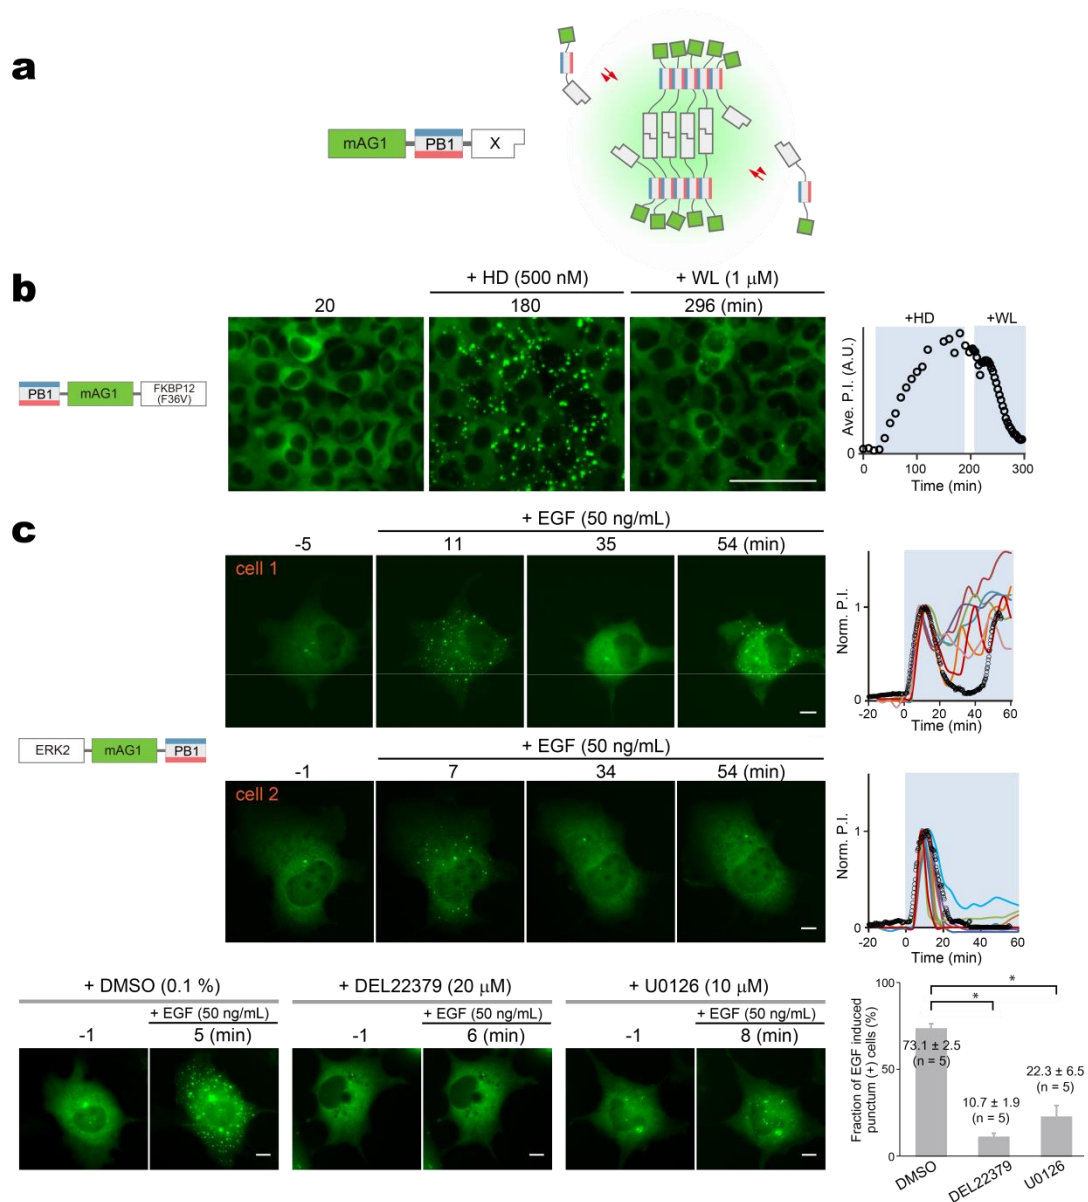 a
mAG1 PB1 X
b
+ HD (500 nM) + WL (1 μM)
20 180 296 (min)
PB1 mAG1 FKBP12
(F36V)
+HD +WL
Ave. P.I. (A.U.)
0
0 100 200 300
Time (min)
c
+ EGF (50 ng/mL)
-5 11 35 54 (min)
cell 1
Norm. P.I.
1
0
-20 0 20 40 60
Time (min)
ERK2 mAG1 PB1
+ EGF (50 ng/mL)
-1 7 34 54 (min)
cell 2
Norm. P.I.
1
0
-20 0 20 40 60
Time (min)
+ DMSO (0.1 %) + DEL22379 (20 μM) + U0126 (10 μM)
+ EGF (50 ng/mL) + EGF (50 ng/mL) + EGF (50 ng/mL)
-1 5 (min) -1 6 (min) -1 8 (min)
Fraction of EGF induced
punctum (+) cells (%)
100
50
0
*
*
73.1 ± 2.5
(n = 5)
10.7 ± 1.9
(n = 5)
22.3 ± 6.5
(n = 5)
DMSO
DEL22379
U0126